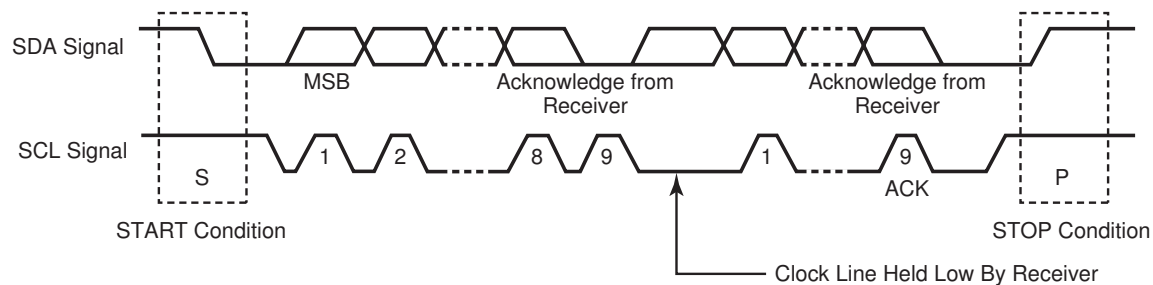 SDA Signal
MSB
Acknowledge from
Receiver
Acknowledge from
Receiver
SCL Signal
S
1
2
8
9
1
9
ACK
P
START Condition
STOP Condition
Clock Line Held Low By Receiver